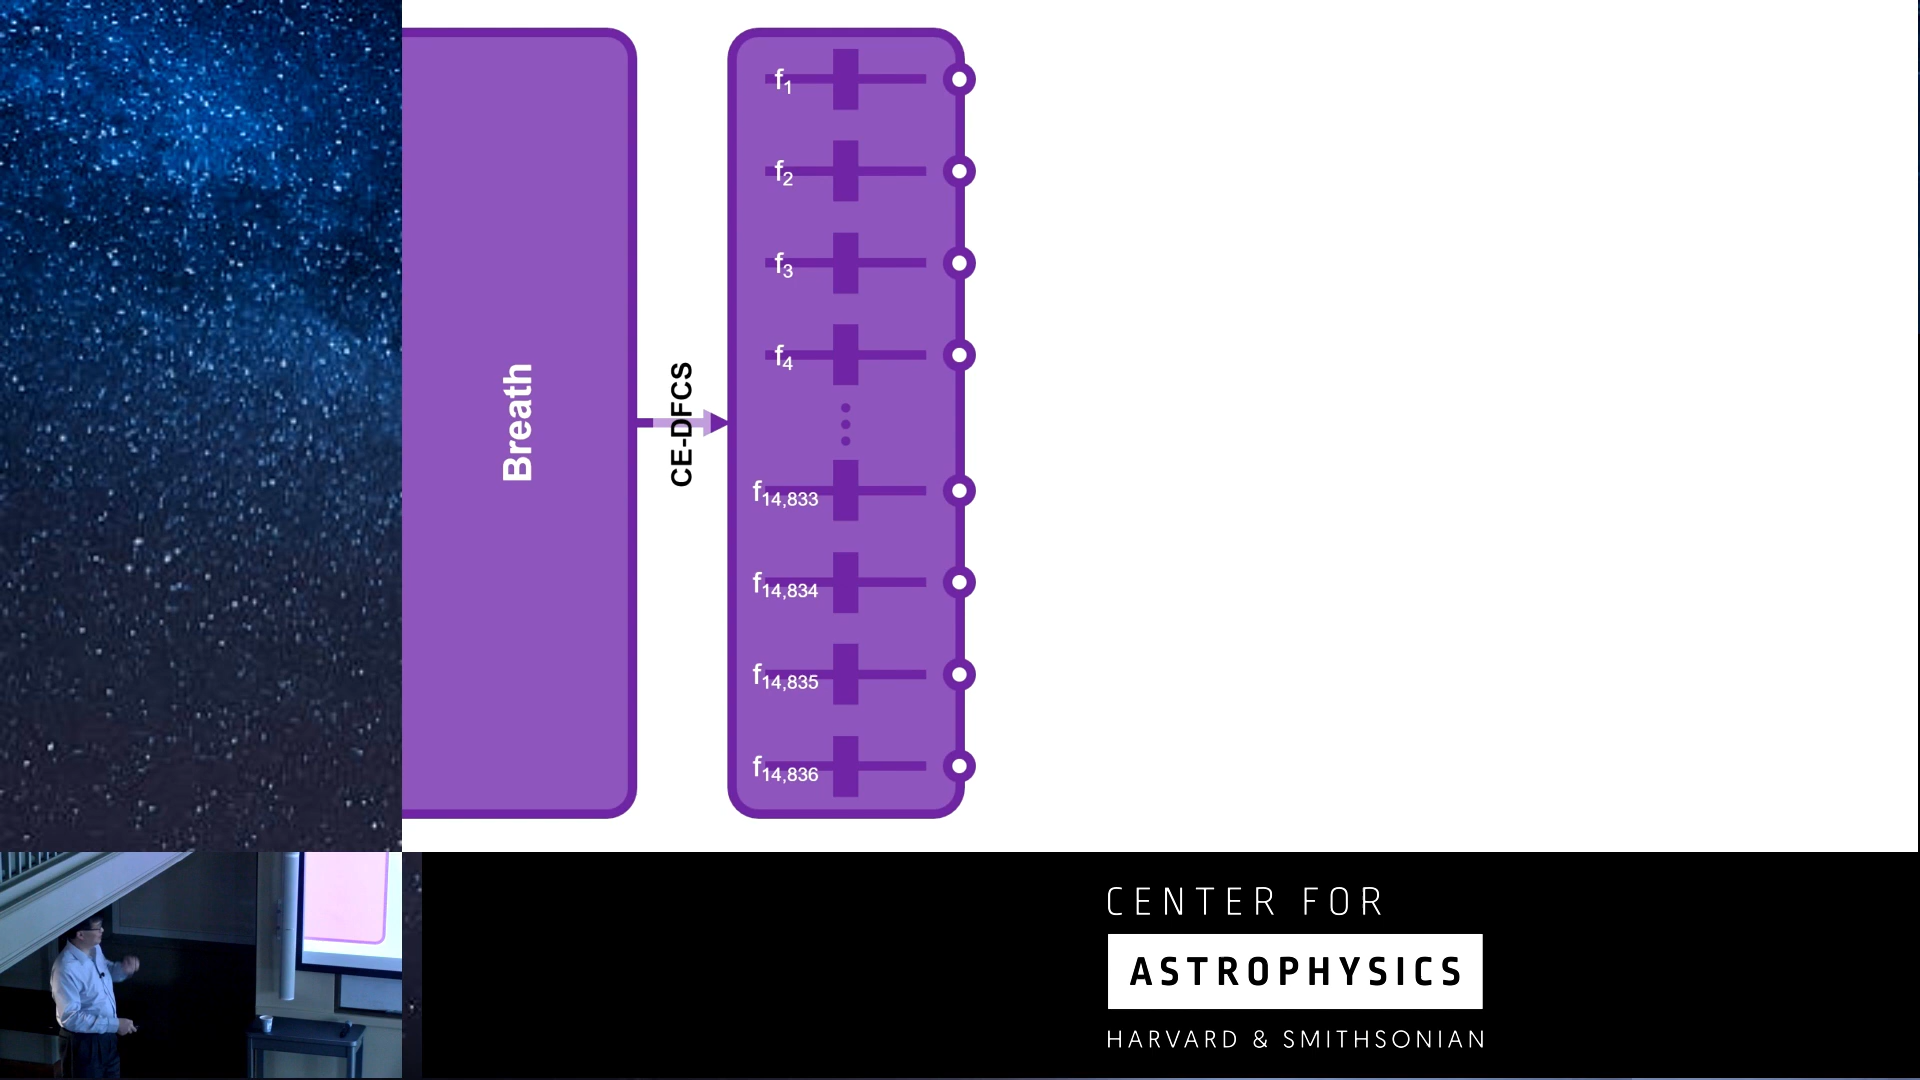 Breath
CE-DFCS
f1
f2
f3
f4
f14,833
f14,834
f14,835
f14,836
CENTER FOR
ASTROPHYSICS
HARVARD & SMITHSONIAN